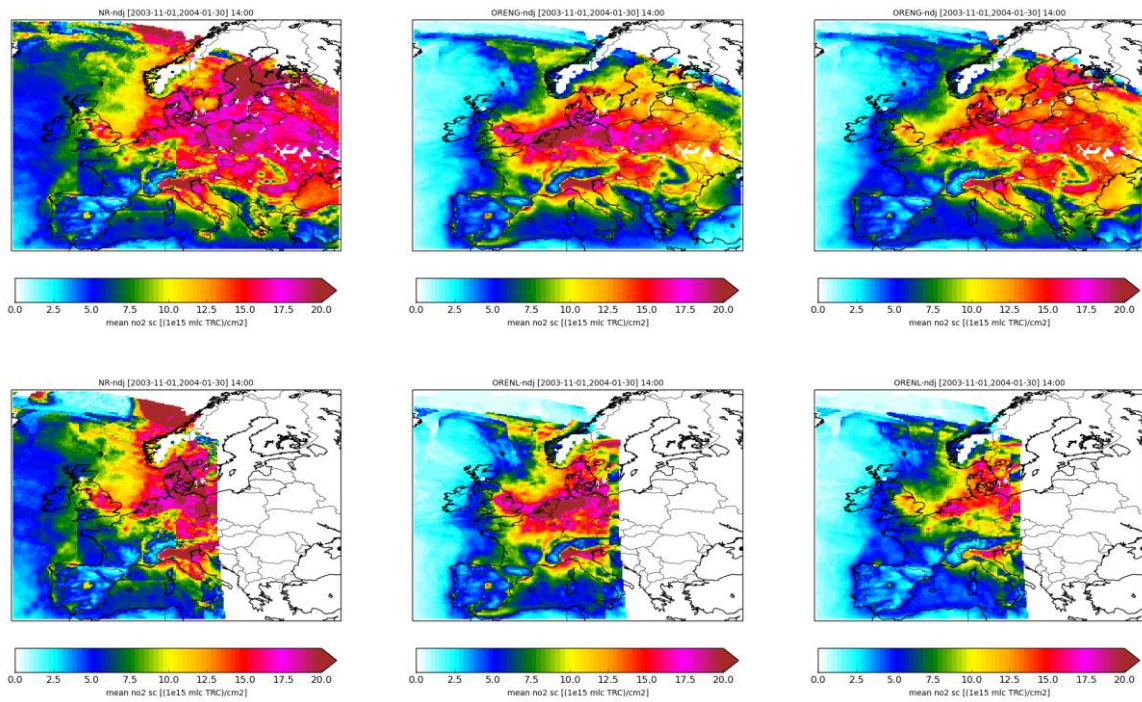 NR-ndj [2003-11-01,2004-01-30] 14:00
ORENG-ndj [2003-11-01,2004-01-30] 14:00
ORENG-ndj [2003-11-01,2004-01-30] 14:00
0.0 2.5 5.0 7.5 10.0 12.5 15.0 17.5 20.0
mean no2 sc [(1e15 mlc TRC)/cm2]
0.0 2.5 5.0 7.5 10.0 12.5 15.0 17.5 20.0
mean no2 sc [(1e15 mlc TRC)/cm2]
0.0 2.5 5.0 7.5 10.0 12.5 15.0 17.5 20.0
mean no2 sc [(1e15 mlc TRC)/cm2]
NR-ndj [2003-11-01,2004-01-30] 14:00
ORENL-ndj [2003-11-01,2004-01-30] 14:00
ORENL-ndj [2003-11-01,2004-01-30] 14:00
0.0 2.5 5.0 7.5 10.0 12.5 15.0 17.5 20.0
mean no2 sc [(1e15 mlc TRC)/cm2]
0.0 2.5 5.0 7.5 10.0 12.5 15.0 17.5 20.0
mean no2 sc [(1e15 mlc TRC)/cm2]
0.0 2.5 5.0 7.5 10.0 12.5 15.0 17.5 20.0
mean no2 sc [(1e15 mlc TRC)/cm2]